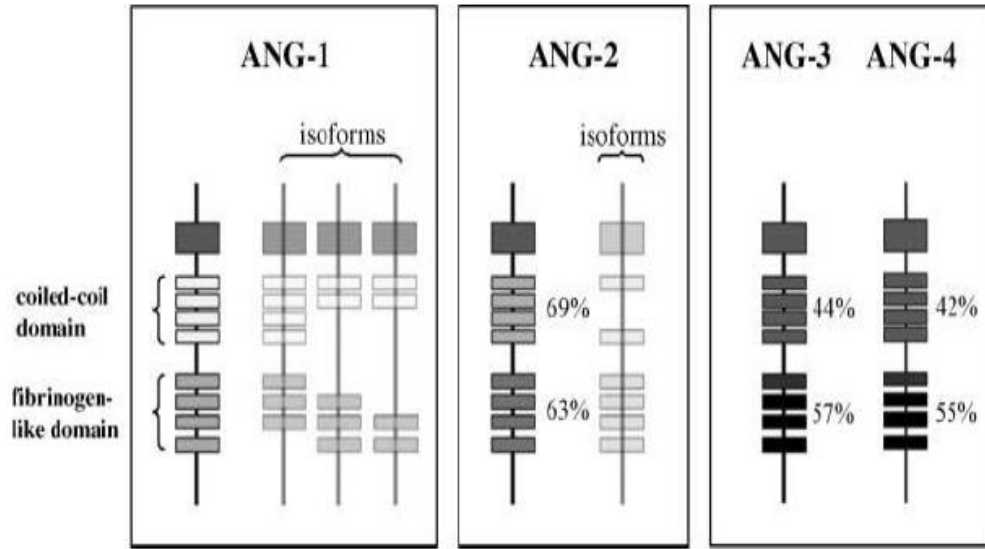 ANG-1
ANG-2
ANG-3 ANG-4
isoforms
isoforms
coiled-coil
domain
69%
44%
42%
fibrinogen-
like domain
63%
57%
55%